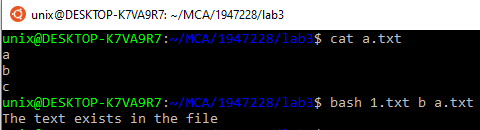 unix@DESKTOP-K7VA9R7: ~/MCA/1947228/lab3
unix@DESKTOP-K7VA9R7:~/MCA/1947228/lab3$ cat a.txt
a
b
c
unix@DESKTOP-K7VA9R7:~/MCA/1947228/lab3$ bash 1.txt b a.txt
The text exists in the file